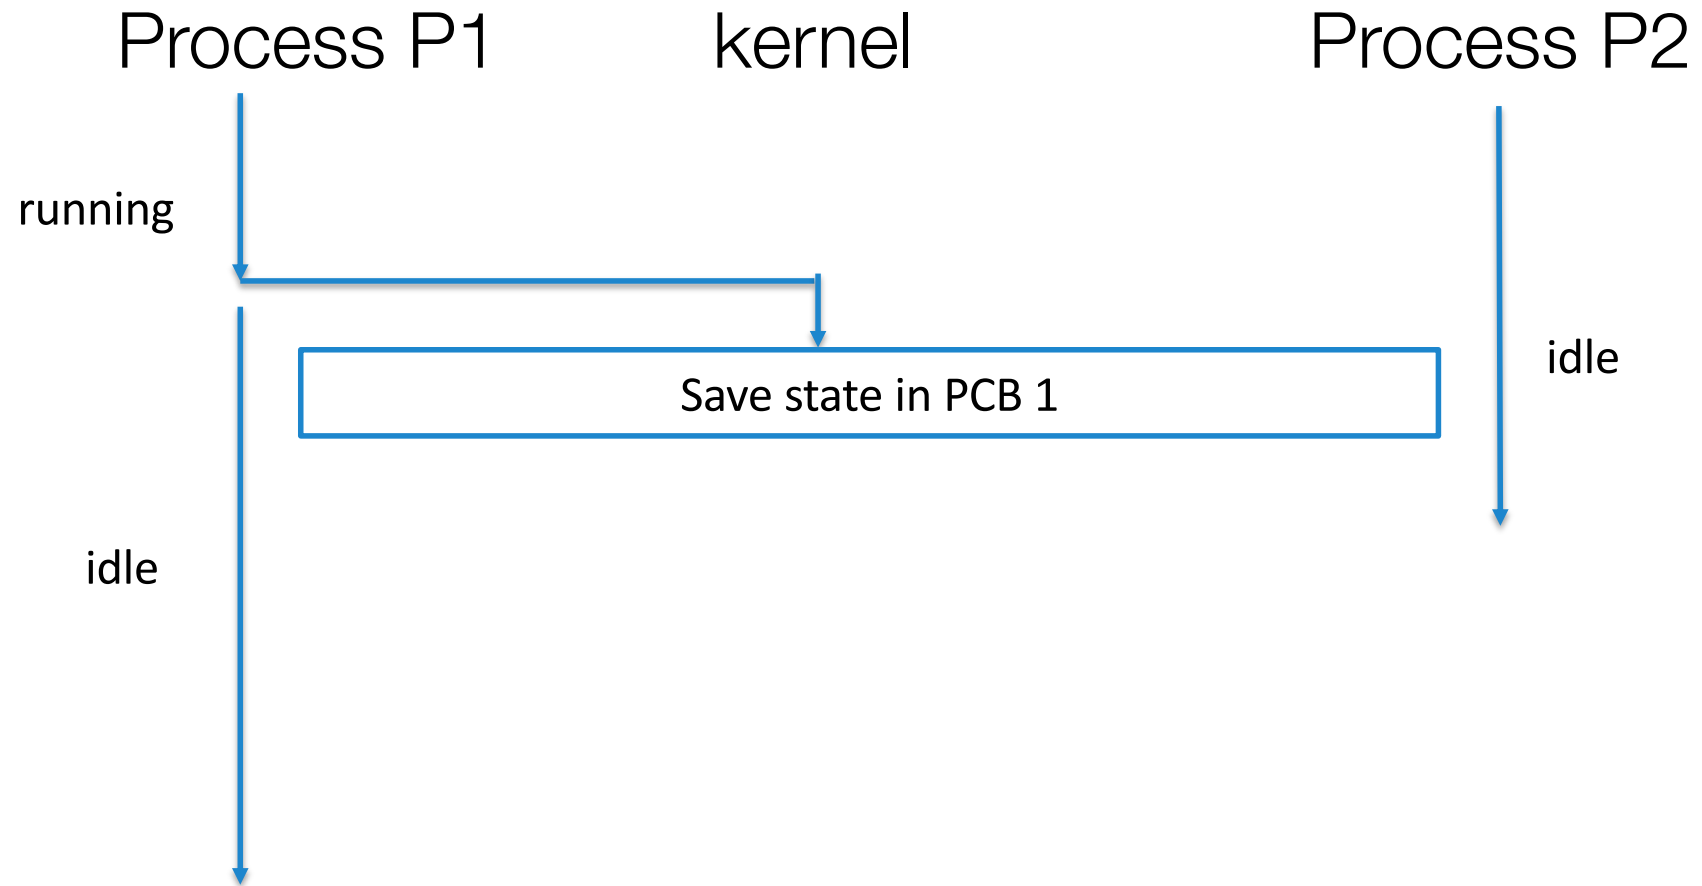 Process P1 kernel Process P2
running
idle
Save state in PCB 1
idle